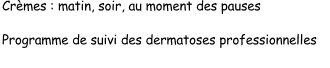 Crèmes : matin, soir, au moment des pauses
Programme de suivi des dermatoses professionnelles